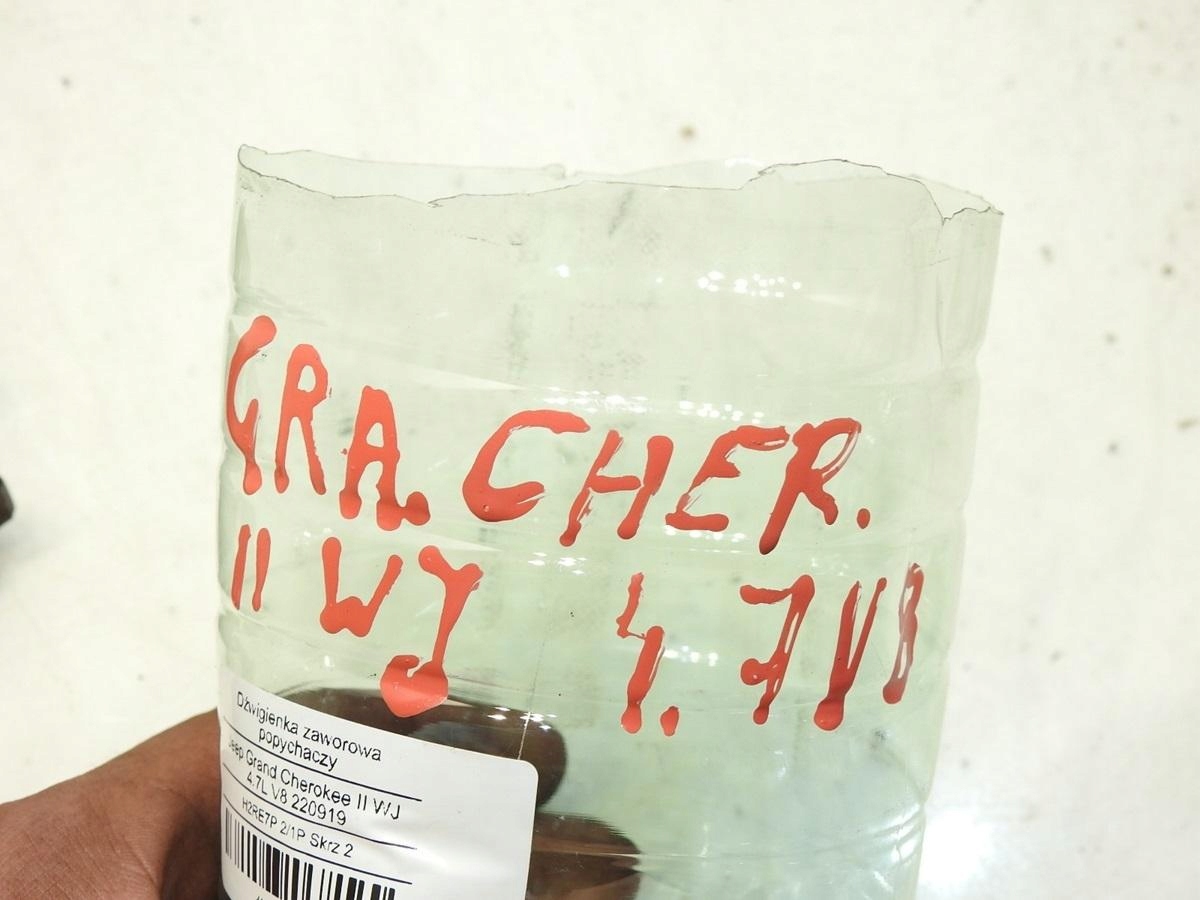 GRA. CHER.
II WJ 4.7V8
Dźwigienka zaworowa
popychaczy
Jeep Grand Cherokee II WJ
4.7L V8 220919
H2RE7P 2/1P Skrz 2